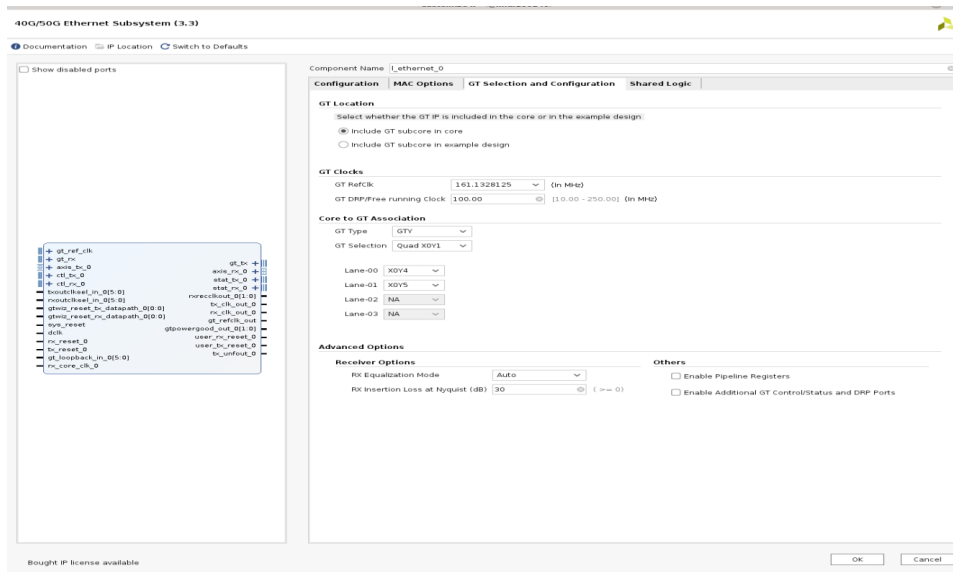 40G/50G Ethernet Subsystem (3.3)
Documentation IP Location Switch to Defaults
Show disabled ports
gt_ref_clk
gt_rx
axis_tx_0
ctl_tx_0
ctl_rx_0
txoutclksel_in_0[5:0]
rxoutclksel_in_0[5:0]
gtwiz_reset_tx_datapath_0[0:0]
gtwiz_reset_rx_datapath_0[0:0]
sys_reset
dclk
rx_reset_0
tx_reset_0
gt_loopback_in_0[5:0]
rx_core_clk_0
gt_tx
axis_rx_0
stat_tx_0
stat_rx_0
rxrecclkout_0[1:0]
tx_clk_out_0
rx_clk_out_0
gt_refclk_out
gtpowergood_out_0[1:0]
user_rx_reset_0
user_tx_reset_0
tx_unfout_0
Component Name l_ethernet_0
Configuration MAC Options GT Selection and Configuration Shared Logic
GT Location
Select whether the GT IP is included in the core or in the example design
Include GT subcore in core
Include GT subcore in example design
GT Clocks
GT RefClk 161.1328125 (In MHz)
GT DRP/Free running Clock 100.00 [10.00 - 250.00] (In MHz)
Core to GT Association
GT Type GTY
GT Selection Quad X0Y1
Lane-00 X0Y4
Lane-01 X0Y5
Lane-02 NA
Lane-03 NA
Advanced Options
Receiver Options
RX Equalization Mode Auto
RX Insertion Loss at Nyquist (dB) 30 ( >= 0)
Others
Enable Pipeline Registers
Enable Additional GT Control/Status and DRP Ports
Bought IP license available
OK Cancel